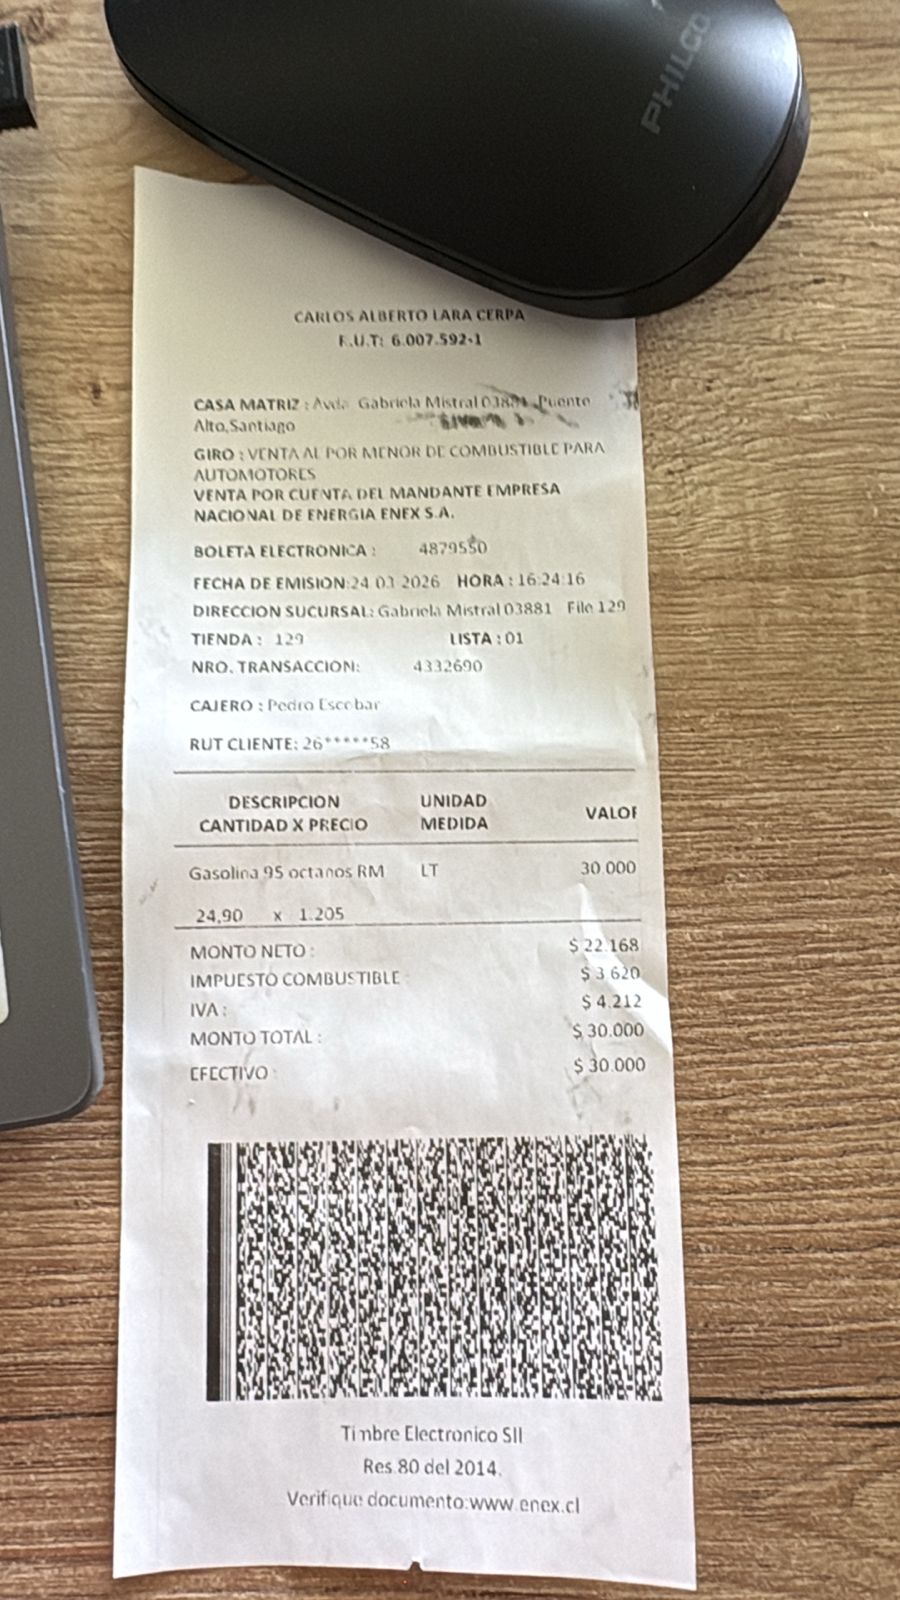 PHILCO
CARLOS ALBERTO LARA CERPA
R.U.T: 6.007.592-1
CASA MATRIZ : Avda. Gabriela Mistral 03881 Puente
Alto,Santiago
GIRO : VENTA AL POR MENOR DE COMBUSTIBLE PARA
AUTOMOTORES
VENTA POR CUENTA DEL MANDANTE EMPRESA
NACIONAL DE ENERGIA ENEX S.A.
BOLETA ELECTRONICA : 4879550
FECHA DE EMISION:24 03 2026 HORA : 16:24:16
DIRECCION SUCURSAL: Gabriela Mistral 03881 File 129
TIENDA : 129 LISTA : 01
NRO. TRANSACCION: 4332690
CAJERO : Pedro Escobar
RUT CLIENTE: 26*****58
DESCRIPCION UNIDAD VALOR
CANTIDAD X PRECIO MEDIDA
Gasolina 95 octanos RM LT 30.000
24,90 x 1.205
MONTO NETO : $ 22.168
IMPUESTO COMBUSTIBLE : $ 3.620
IVA : $ 4.212
MONTO TOTAL : $ 30.000
EFECTIVO : $ 30.000
Timbre Electronico SII
Res.80 del 2014.
Verifique documento:www.enex.cl